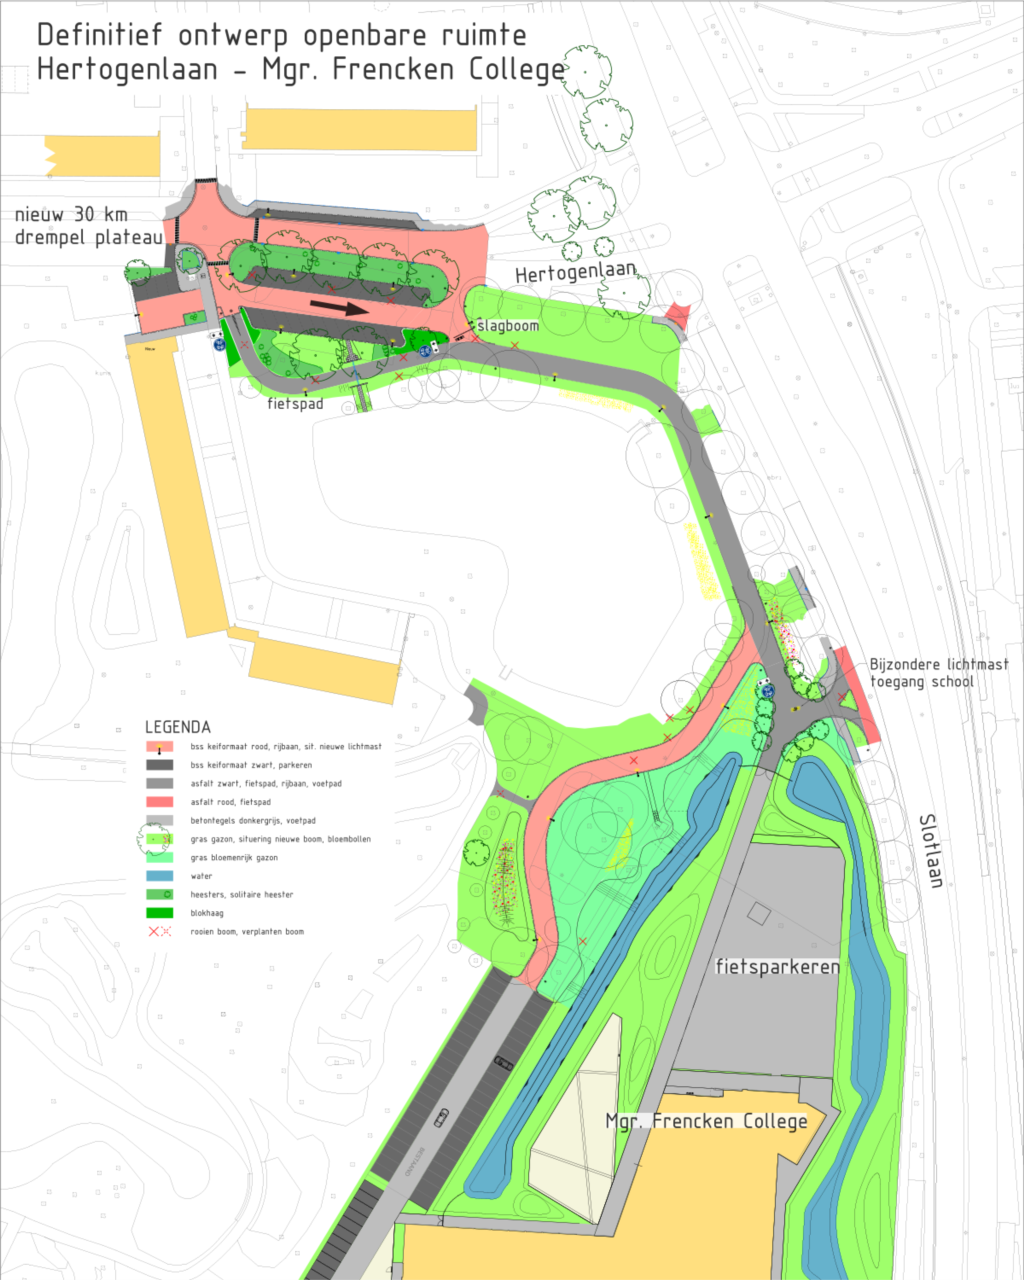 Definitief ontwerp openbare ruimte
Hertogenlaan - Mgr. Frencken College
nieuw 30 km
drempel plateau
Hertogenlaan
slagboom
fietspad
Bijzondere lichtmast
toegang school
LEGENDA
bss keiformaat rood, rijbaan, sit. nieuwe lichtmast
bss keiformaat zwart, parkeren
asfalt zwart, fietspad, rijbaan, voetpad
asfalt rood, fietspad
betontegels donkergrijs, voetpad
gras gazon, situering nieuwe boom, bloembollen
gras bloemenrijk gazon
water
heesters, solitaire heester
blokhaag
rooien boom, verplanten boom
Slotlaan
fietsparkeren
Mgr. Frencken College
BESTAAND